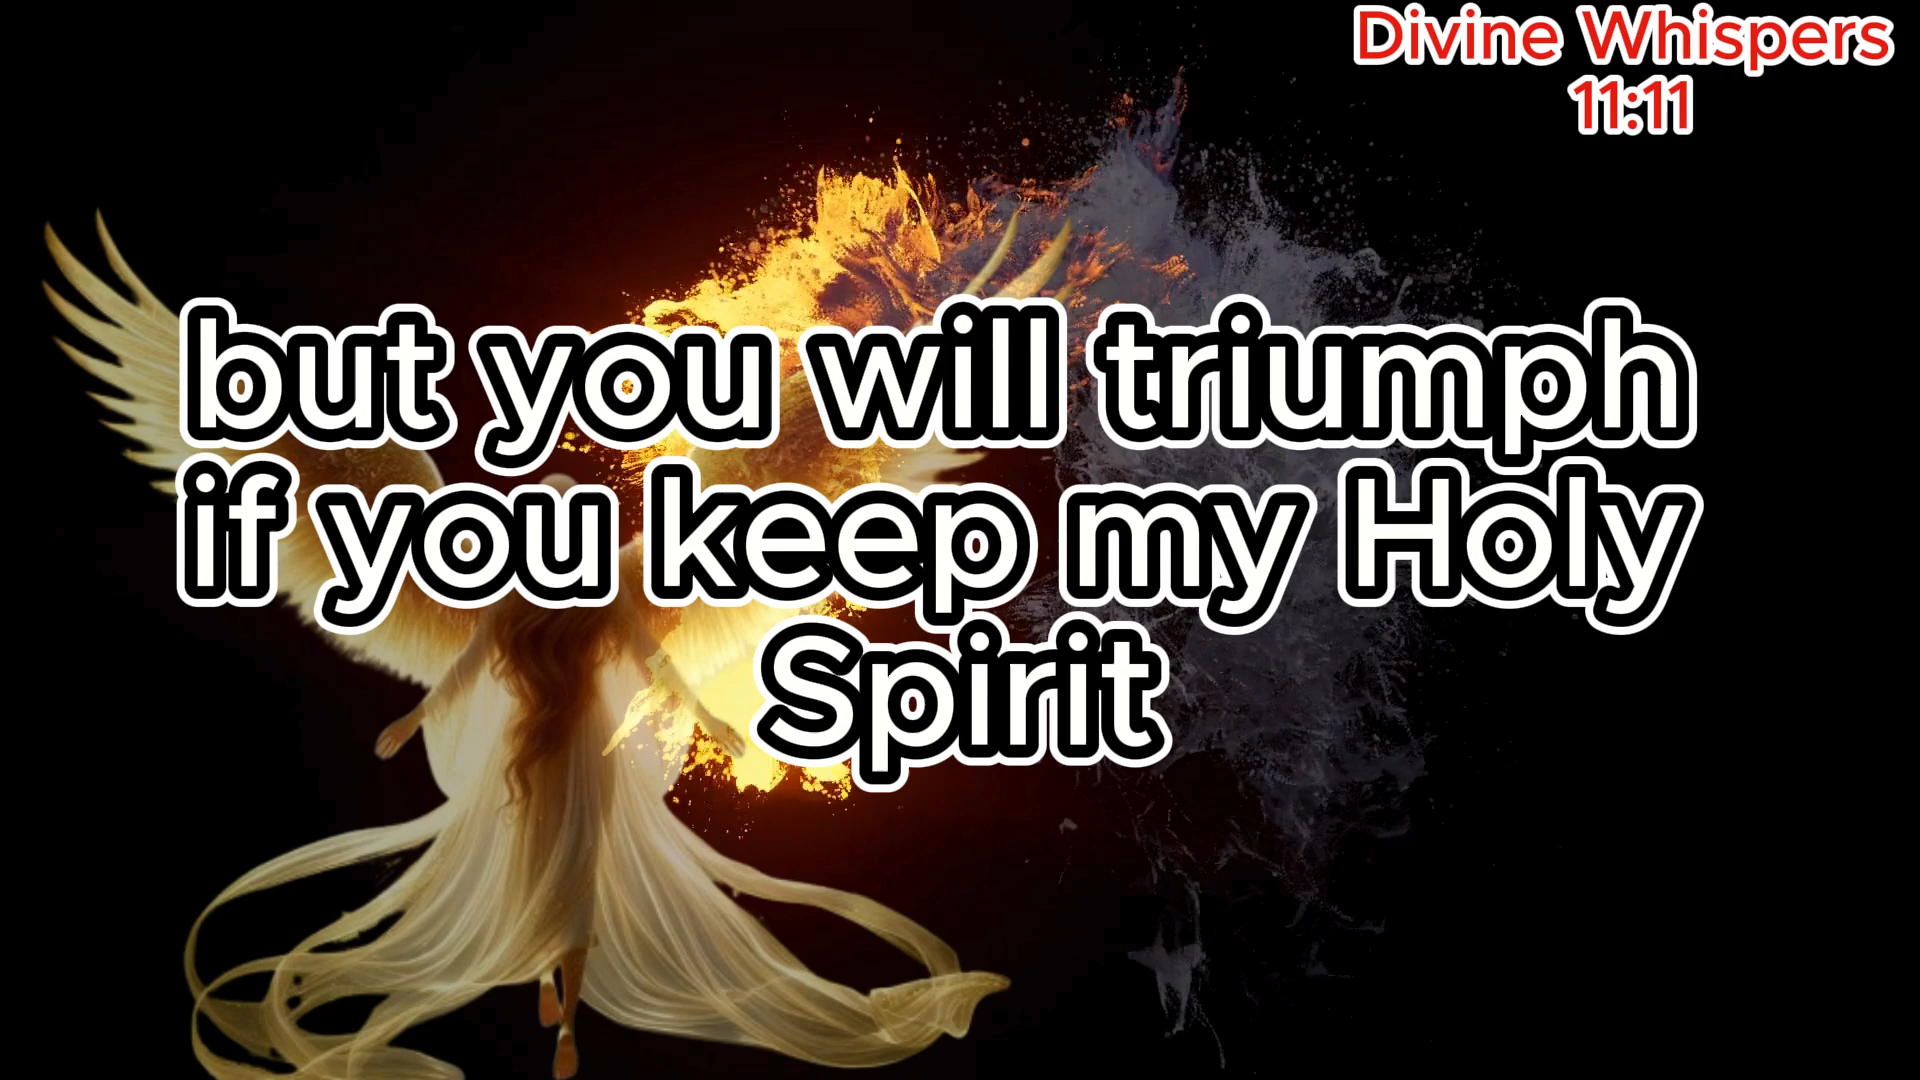 Divine Whispers
11:11
but you will triumph
if you keep my Holy
Spirit